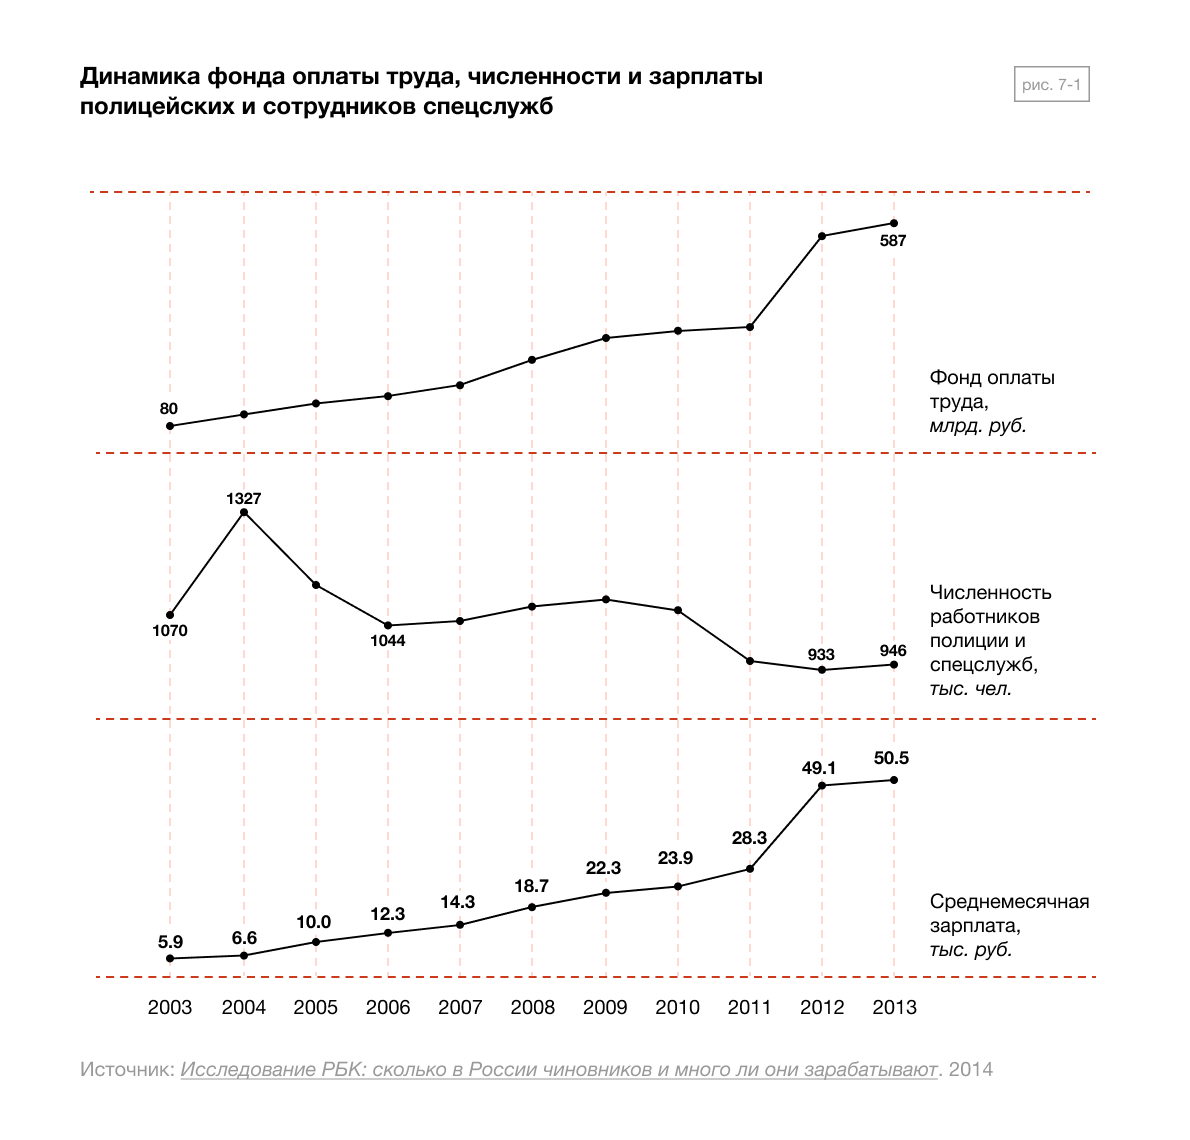 Динамика фонда оплаты труда, численности и зарплаты
полицейских и сотрудников спецслужб
рис. 7-1
587
80
Фонд оплаты
труда,
млрд. руб.
1327
1070
1044
933
946
Численность
работников
полиции и
спецслужб,
тыс. чел.
5.9
6.6
10.0
12.3
14.3
18.7
22.3
23.9
28.3
49.1
50.5
Среднемесячная
зарплата,
тыс. руб.
2003 2004 2005 2006 2007 2008 2009 2010 2011 2012 2013
Источник: Исследование РБК: сколько в России чиновников и много ли они зарабатывают. 2014